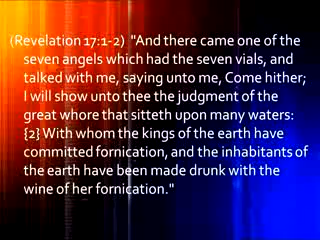 (Revelation 17:1-2)  "And there came one of the
seven angels which had the seven vials, and
talked with me, saying unto me, Come hither;
I will show unto thee the judgment of the
great whore that sitteth upon many waters:
{2} With whom the kings of the earth have
committed fornication, and the inhabitants of
the earth have been made drunk with the
wine of her fornication."